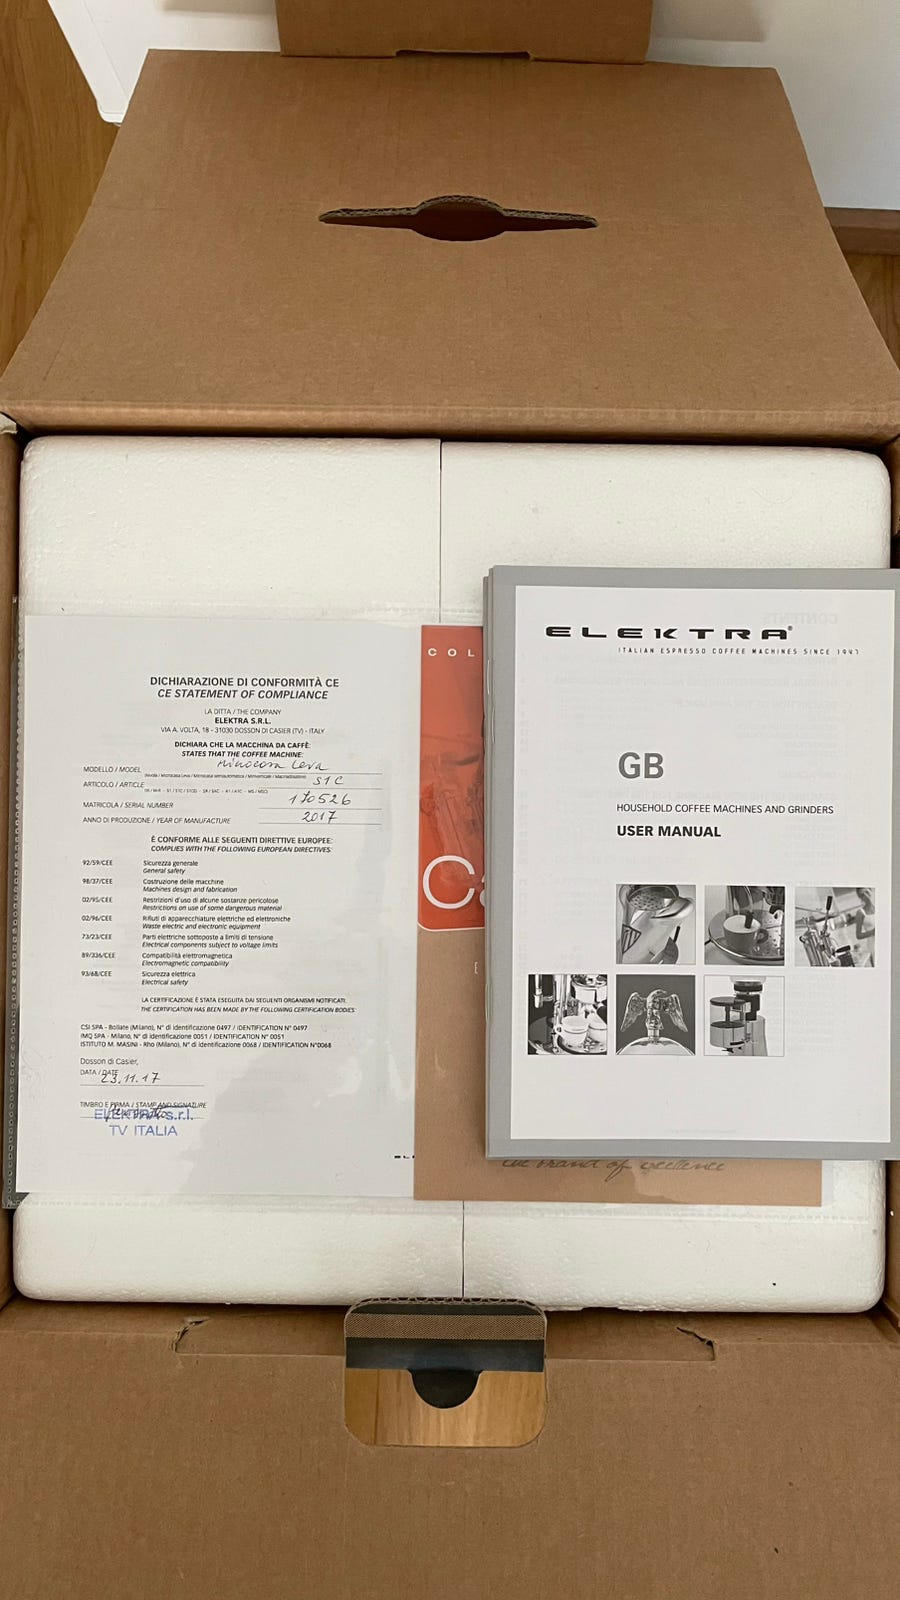 DICHIARAZIONE DI CONFORMITÀ CE
CE STATEMENT OF COMPLIANCE
LA DITTA / THE COMPANY
ELEKTRA S.R.L.
VIA A. VOLTA, 18 - 31030 DOSSON DI CASIER (TV) - ITALY
DICHIARA CHE LA MACCHINA DA CAFFÈ:
STATES THAT THE COFFEE MACHINE:
MODELLO / MODEL Leva
ARTICOLO / ARTICLE S1C
MATRICOLA / SERIAL NUMBER 170526
ANNO DI PRODUZIONE / YEAR OF MANUFACTURE 2017
È CONFORME ALLE SEGUENTI DIRETTIVE EUROPEE:
COMPLIES WITH THE FOLLOWING EUROPEAN DIRECTIVES:
92/59/CEE Sicurezza generale
General safety
98/37/CEE Costruzione delle macchine
Machines design and fabrication
02/95/CEE Restrizioni d'uso di alcune sostanze pericolose
Restrictions on use of some dangerous material
02/96/CEE Rifiuti di apparecchiature elettriche ed elettroniche
Waste electric and electronic equipment
73/23/CEE Parti elettriche sottoposte a limiti di tensione
Electrical components subject to voltage limits
89/336/CEE Compatibilità elettromagnetica
Electromagnetic compatibility
93/68/CEE Sicurezza elettrica
Electrical safety
LA CERTIFICAZIONE È STATA ESEGUITA DAI SEGUENTI ORGANISMI NOTIFICATI:
THE CERTIFICATION HAS BEEN MADE BY THE FOLLOWING CERTIFICATION BODIES:
CSI SPA - Bollate (Milano), N° di identificazione 0497 / IDENTIFICATION N° 0497
IMQ SPA - Milano, N° di identificazione 0051 / IDENTIFICATION N° 0051
ISTITUTO M. MASINI - Rho (Milano), N° di identificazione 0068 / IDENTIFICATION N°0068
Dosson di Casier,
DATA / DATE 23.11.17
TIMBRO E FIRMA / STAMP AND SIGNATURE
ELEKTRA s.r.l.
TV ITALIA
COL
Ca
E
the brand of excellence
ELEKTRA®
ITALIAN ESPRESSO COFFEE MACHINES SINCE 1947
GB
HOUSEHOLD COFFEE MACHINES AND GRINDERS
USER MANUAL